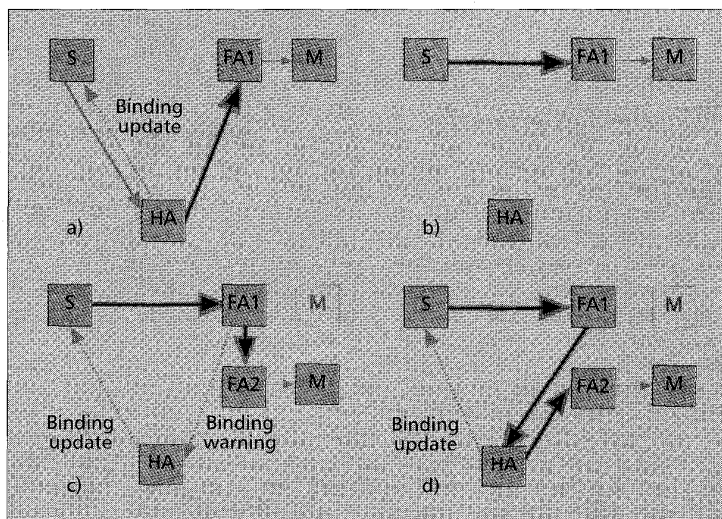 S
FA1
M
Binding
update
HA
a)
S
FA1
M
HA
b)
S
FA1
M
FA2
M
Binding
update
Binding
warning
HA
c)
S
FA1
M
FA2
M
Binding
update
HA
d)